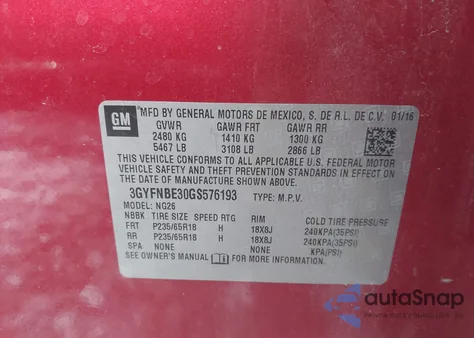 GM
MFD BY GENERAL MOTORS DE MEXICO, S. DE R.L. DE C.V. 01/16
GVWR GAWR FRT GAWR RR
2480 KG 1410 KG 1300 KG
5467 LB 3108 LB 2866 LB
THIS VEHICLE CONFORMS TO ALL APPLICABLE U.S. FEDERAL MOTOR
VEHICLE SAFETY, BUMPER, AND THEFT PREVENTION STANDARDS IN
EFFECT ON THE DATE OF MANUFACTURE SHOWN ABOVE.
3GYFNBE30GS576193 TYPE: M.P.V.
MODEL: NG26
NBBK TIRE SIZE SPEED RTG RIM COLD TIRE PRESSURE
FRT P235/65R18 H 18X8J 240KPA(35PSI)
RR P235/65R18 H 18X8J 240KPA(35PSI)
SPA NONE NONE KPA(PSI)
SEE OWNER'S MANUAL FOR MORE INFORMATION
autoSnap